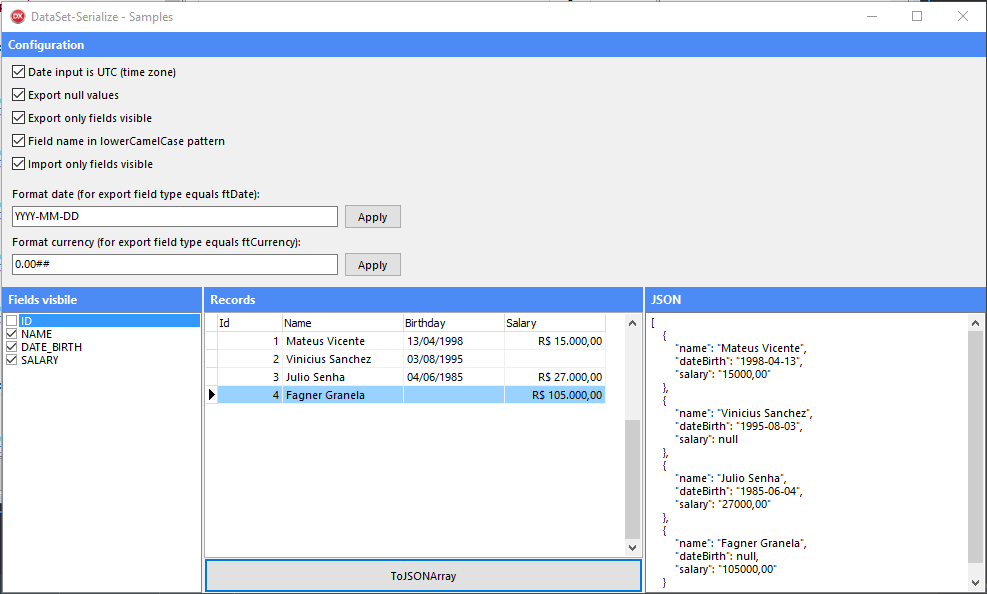 DX DataSet-Serialize - Samples
Configuration
Date input is UTC (time zone)
Export null values
Export only fields visible
Field name in lowerCamelCase pattern
Import only fields visible
Format date (for export field type equals ftDate):
YYYY-MM-DD Apply
Format currency (for export field type equals ftCurrency):
0.00## Apply
Fields visbile
ID
NAME
DATE_BIRTH
SALARY
Records
Id Name Birthday Salary
1 Mateus Vicente 13/04/1998 R$ 15.000,00
2 Vinicius Sanchez 03/08/1995
3 Julio Senha 04/06/1985 R$ 27.000,00
4 Fagner Granela R$ 105.000,00
ToJSONArray
JSON
[
{
"name": "Mateus Vicente",
"dateBirth": "1998-04-13",
"salary": "15000,00"
},
{
"name": "Vinicius Sanchez",
"dateBirth": "1995-08-03",
"salary": null
},
{
"name": "Julio Senha",
"dateBirth": "1985-06-04",
"salary": "27000,00"
},
{
"name": "Fagner Granela",
"dateBirth": null,
"salary": "105000,00"
}